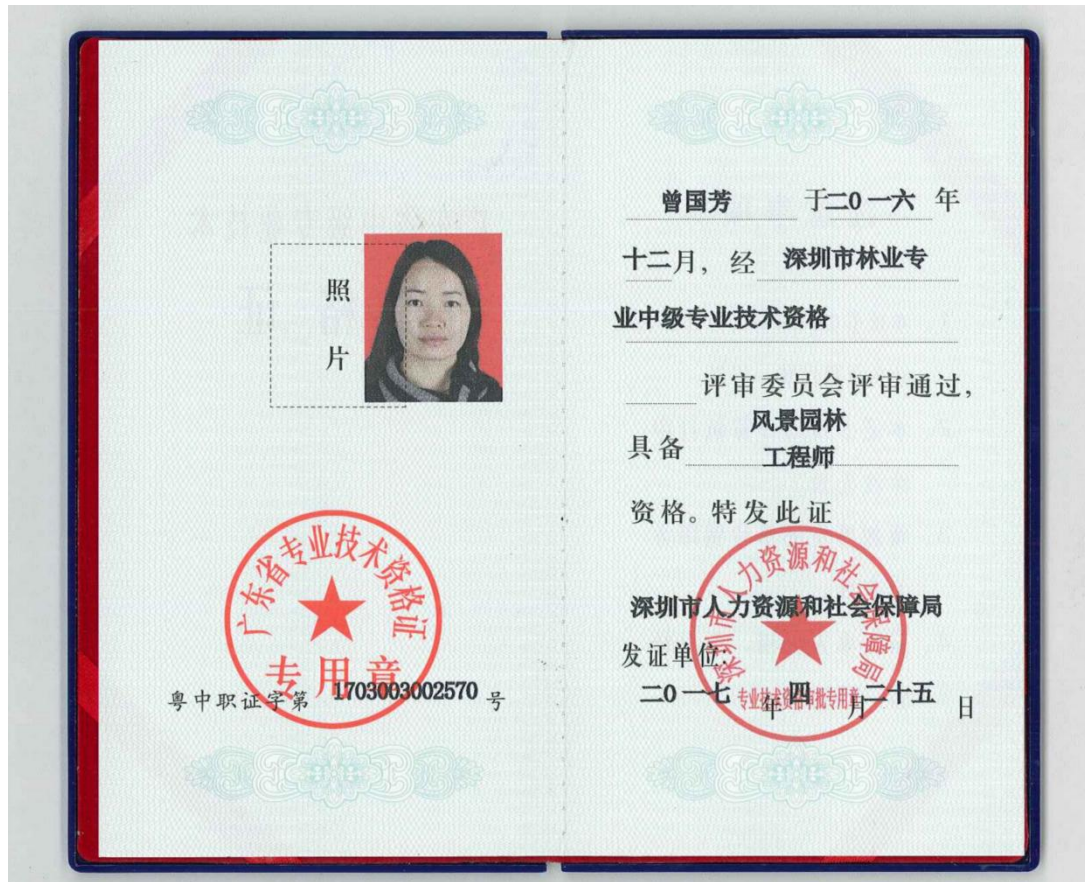 照
片
广东省专业技术资格证
专用章
粤中职证字第 1703003002570 号
曾国芳 于二0一六 年
十二月，经 深圳市林业专
业中级专业技术资格
评审委员会评审通过，
风景园林
具备 工程师
资格。特发此证
深圳市人力资源和社会保障局
深圳市人力资源和社会保障局
发证单位：
专业技术资格审批专用章
二0一七 年 四 月 二十五 日